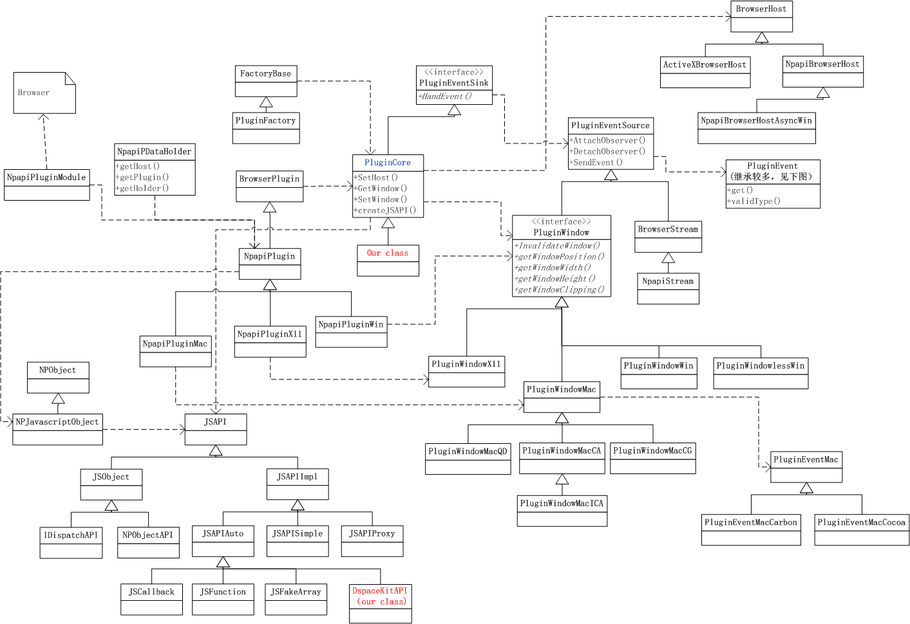 BrowserHost
ActiveXBrowserHost
NpapiBrowserHost
NpapiBrowserHostAsyncWin
FactoryBase
PluginFactory
<<interface>>
PluginEventSink
+HandEvent()
Browser
PluginEventSource
+AttachObserver()
+DetachObserver()
+SendEvent()
NpapiPDataHolder
+getHost()
+getPlugin()
+getHolder()
PluginCore
+SetHost()
+GetWindow()
+SetWindow()
+createJSAPI()
PluginEvent
(继承较多，见下图)
+get()
+validType()
NpapiPluginModule
BrowserPlugin
<<interface>>
PluginWindow
+InvalidateWindow()
+getWindowPosition()
+getWindowWidth()
+getWindowHeight()
+getWindowClipping()
BrowserStream
NpapiStream
Our class
NpapiPlugin
NpapiPluginMac
NpapiPluginX11
NpapiPluginWin
PluginWindowX11
PluginWindowMac
PluginWindowWin
PluginWindowlessWin
NPObject
NPJavascriptObject
JSAPI
PluginWindowMacQD
PluginWindowMacCA
PluginWindowMacCG
PluginWindowMacICA
PluginEventMac
PluginEventMacCarbon
PluginEventMacCocoa
JSObject
JSAPIImpl
IDispatchAPI
NPObjectAPI
JSAPIAuto
JSAPISimple
JSAPIProxy
JSCallback
JSFunction
JSFakeArray
DspaceKitAPI
(our class)